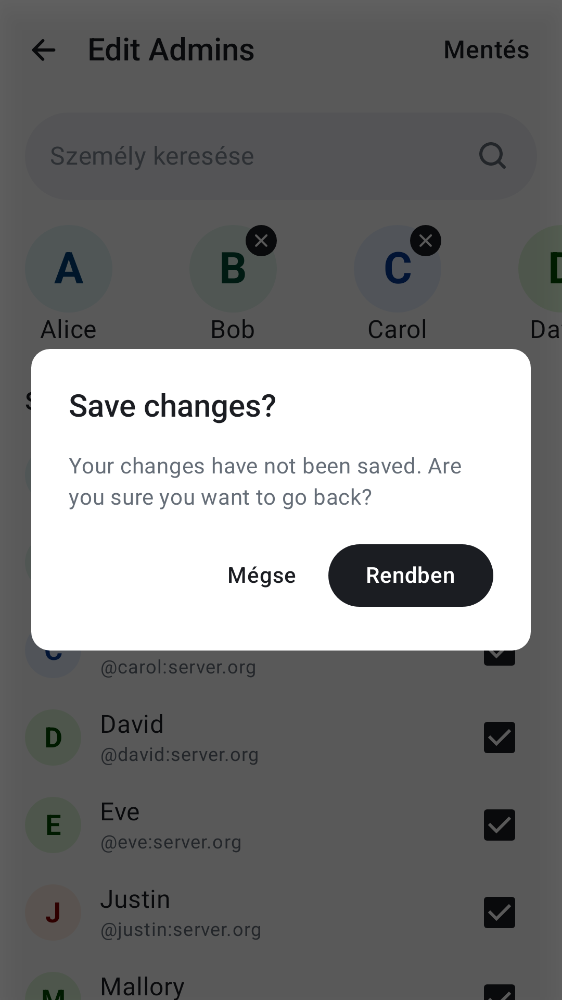 Edit Admins
Mentés
Személy keresése
A
B
C
Alice
Bob
Carol
Da
Save changes?
Your changes have not been saved. Are
you sure you want to go back?
Mégse
Rendben
C
@carol:server.org
D
David
@david:server.org
E
Eve
@eve:server.org
J
Justin
@justin:server.org
M
Mallory